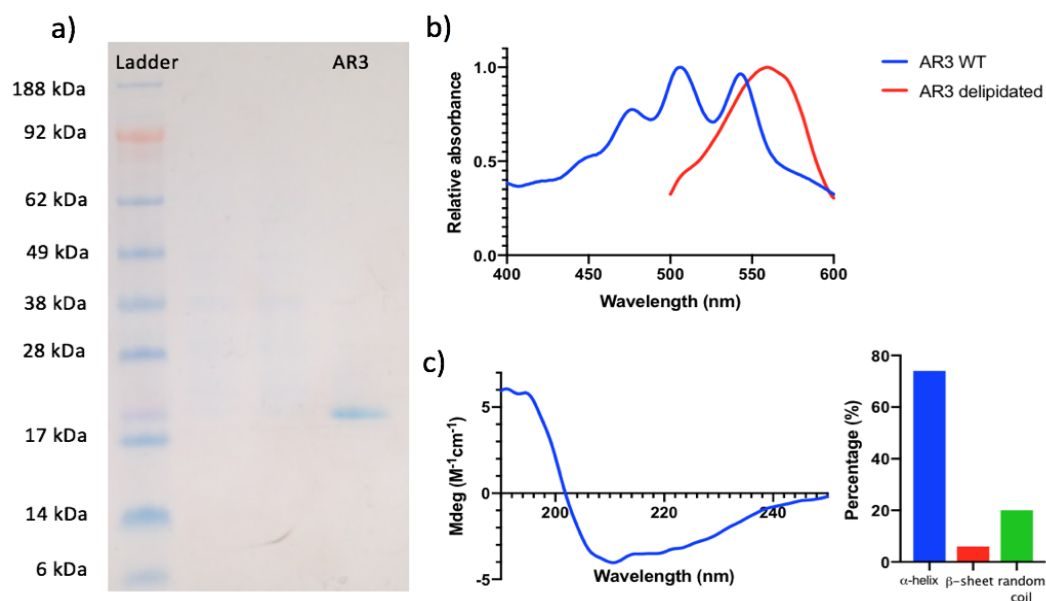 a)
Ladder AR3
188 kDa
92 kDa
62 kDa
49 kDa
38 kDa
28 kDa
17 kDa
14 kDa
6 kDa
b)
Relative absorbance
1.0
0.5
0.0
400 450 500 550 600
Wavelength (nm)
AR3 WT
AR3 delipidated
c)
Mdeg (M⁻¹cm⁻¹)
5
0
-5
200 220 240
Wavelength (nm)
Percentage (%)
80
60
40
20
0
α-helix β-sheet random
coil